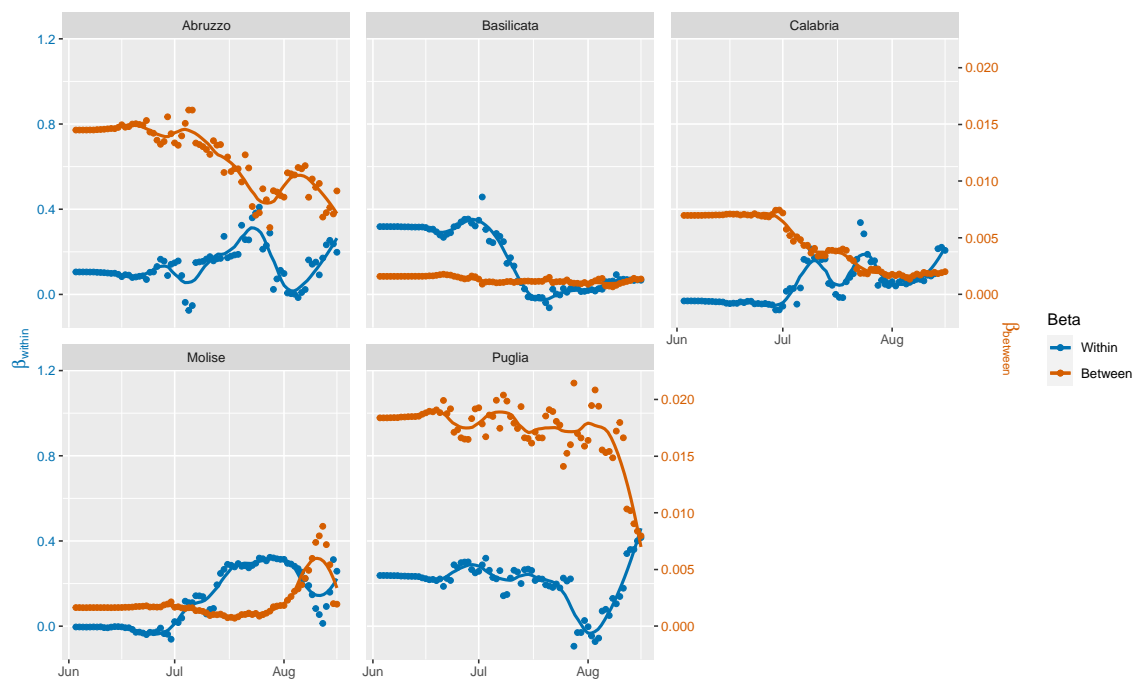 Abruzzo
Basilicata
Calabria
1.2
0.8
0.4
0.0
0.020
0.015
0.010
0.005
0.000
Jun
Jul
Aug
Molise
Puglia
1.2
0.8
0.4
0.0
0.020
0.015
0.010
0.005
0.000
Jun
Jul
Aug
Jun
Jul
Aug
βwithin
βbetween
Beta
Within
Between